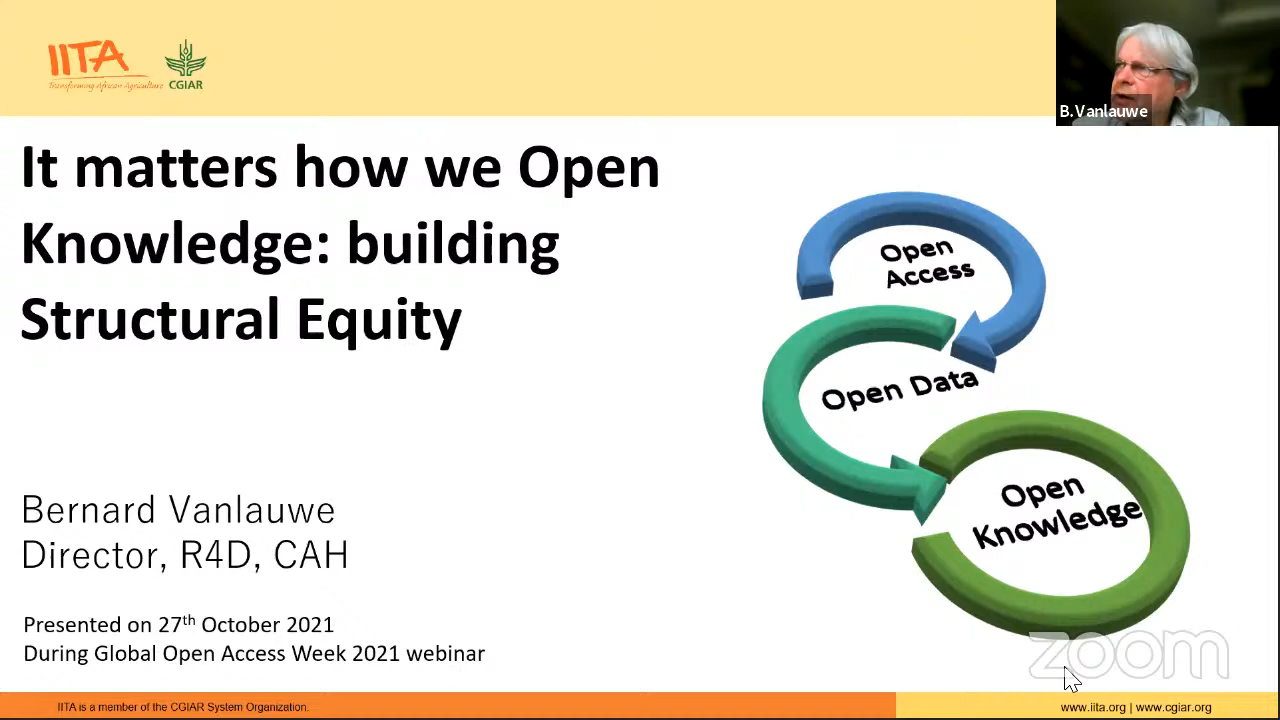 IITA
Transforming African Agriculture
CGIAR
B.Vanlauwe
It matters how we Open
Knowledge: building
Structural Equity
Open
Access
Open Data
Open
Knowledge
Bernard Vanlauwe
Director, R4D, CAH
Presented on 27th October 2021
During Global Open Access Week 2021 webinar
zoom
IITA is a member of the CGIAR System Organization.
www.iita.org | www.cgiar.org